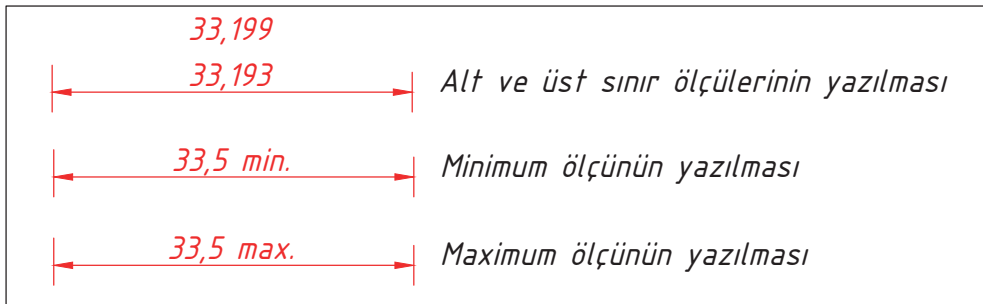 33,199
33,193 Alt ve üst sınır ölçülerinin yazılması
33,5 min. Minimum ölçünün yazılması
33,5 max. Maximum ölçünün yazılması